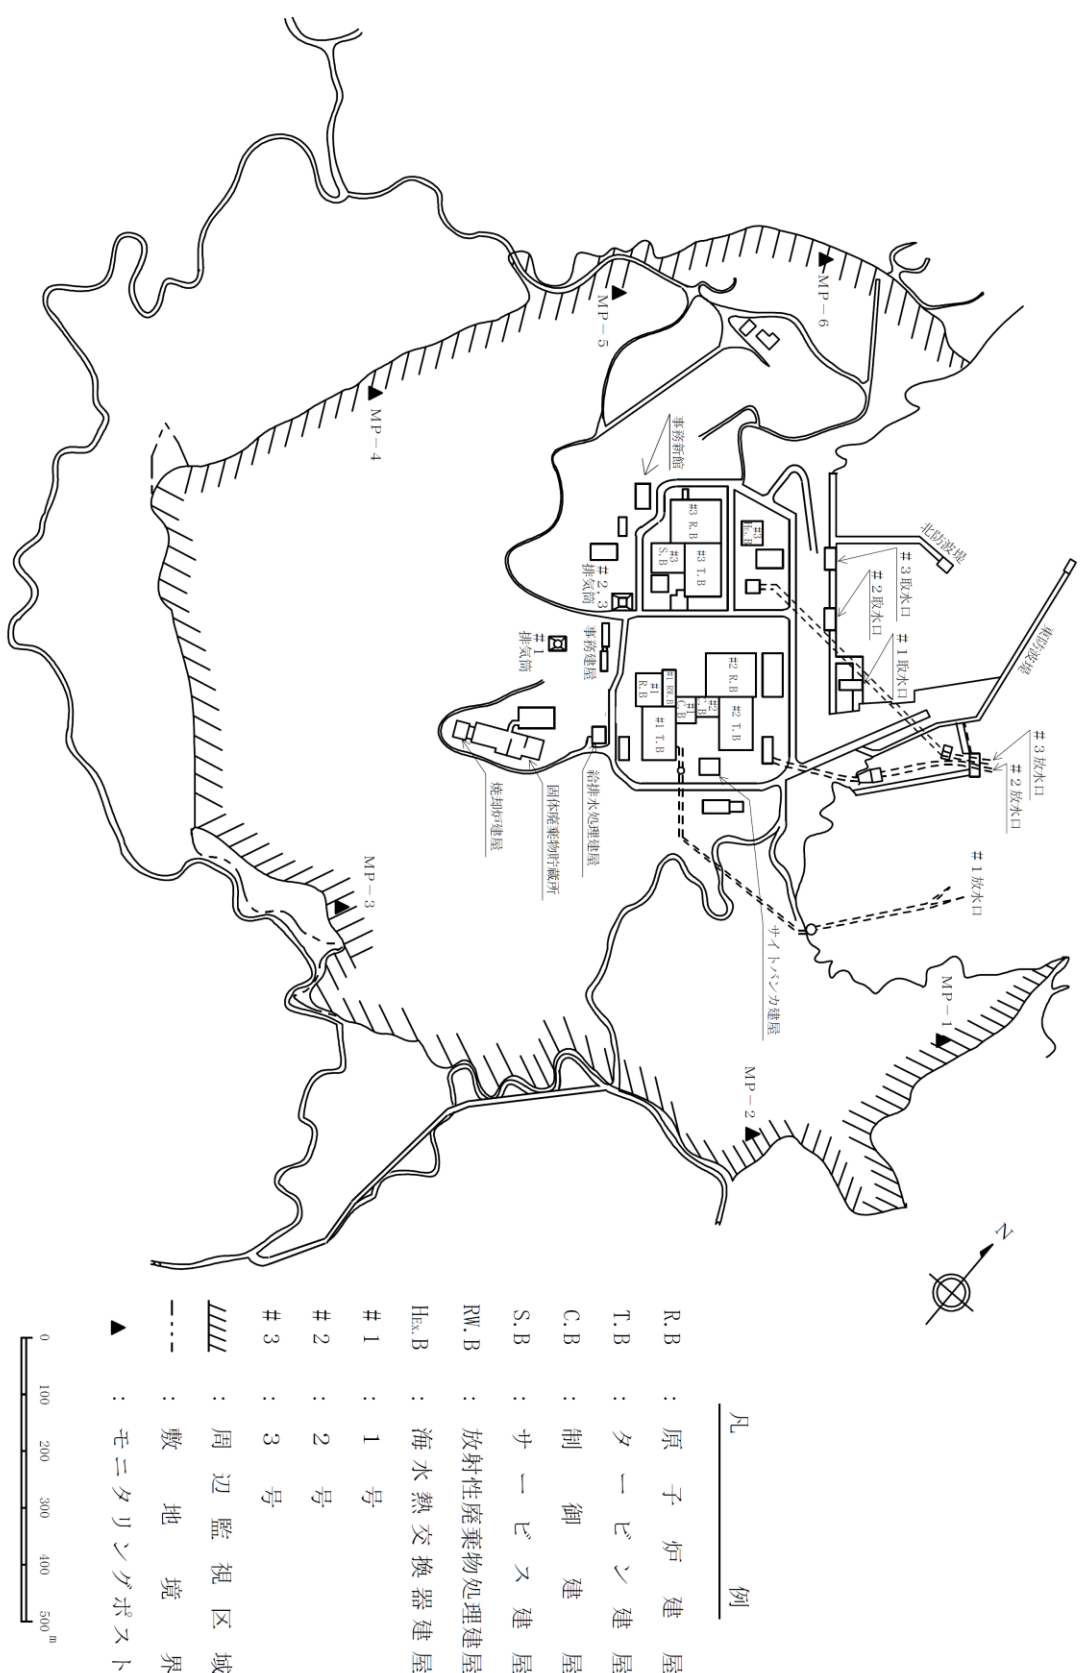 北防波堤
東防波堤
#3取水口
#2取水口
#1取水口
#3放水口
#2放水口
#1放水口
MP-6
MP-5
MP-4
MP-3
MP-2
MP-1
事務新館
#3 R.B
#3 T.B
#3 S.B
#3 HEX.B
#2,3
排気筒
#1
排気筒
事務建屋
#2 R.B
#2 T.B
#2 C.B
#1 RW.B
#1 R.B
#1 C.B
#1 T.B
給排水処理建屋
固体廃棄物貯蔵所
焼却炉建屋
サイトバンカ建屋
N
凡 例
R.B : 原子炉建屋
T.B : タービン建屋
C.B : 制御建屋
S.B : サービス建屋
RW.B : 放射性廃棄物処理建屋
HEX.B : 海水熱交換器建屋
#1 : 1号
#2 : 2号
#3 : 3号
: 周辺監視区域
: 敷地境界
▲ : モニタリングポスト
0 100 200 300 400 500 m